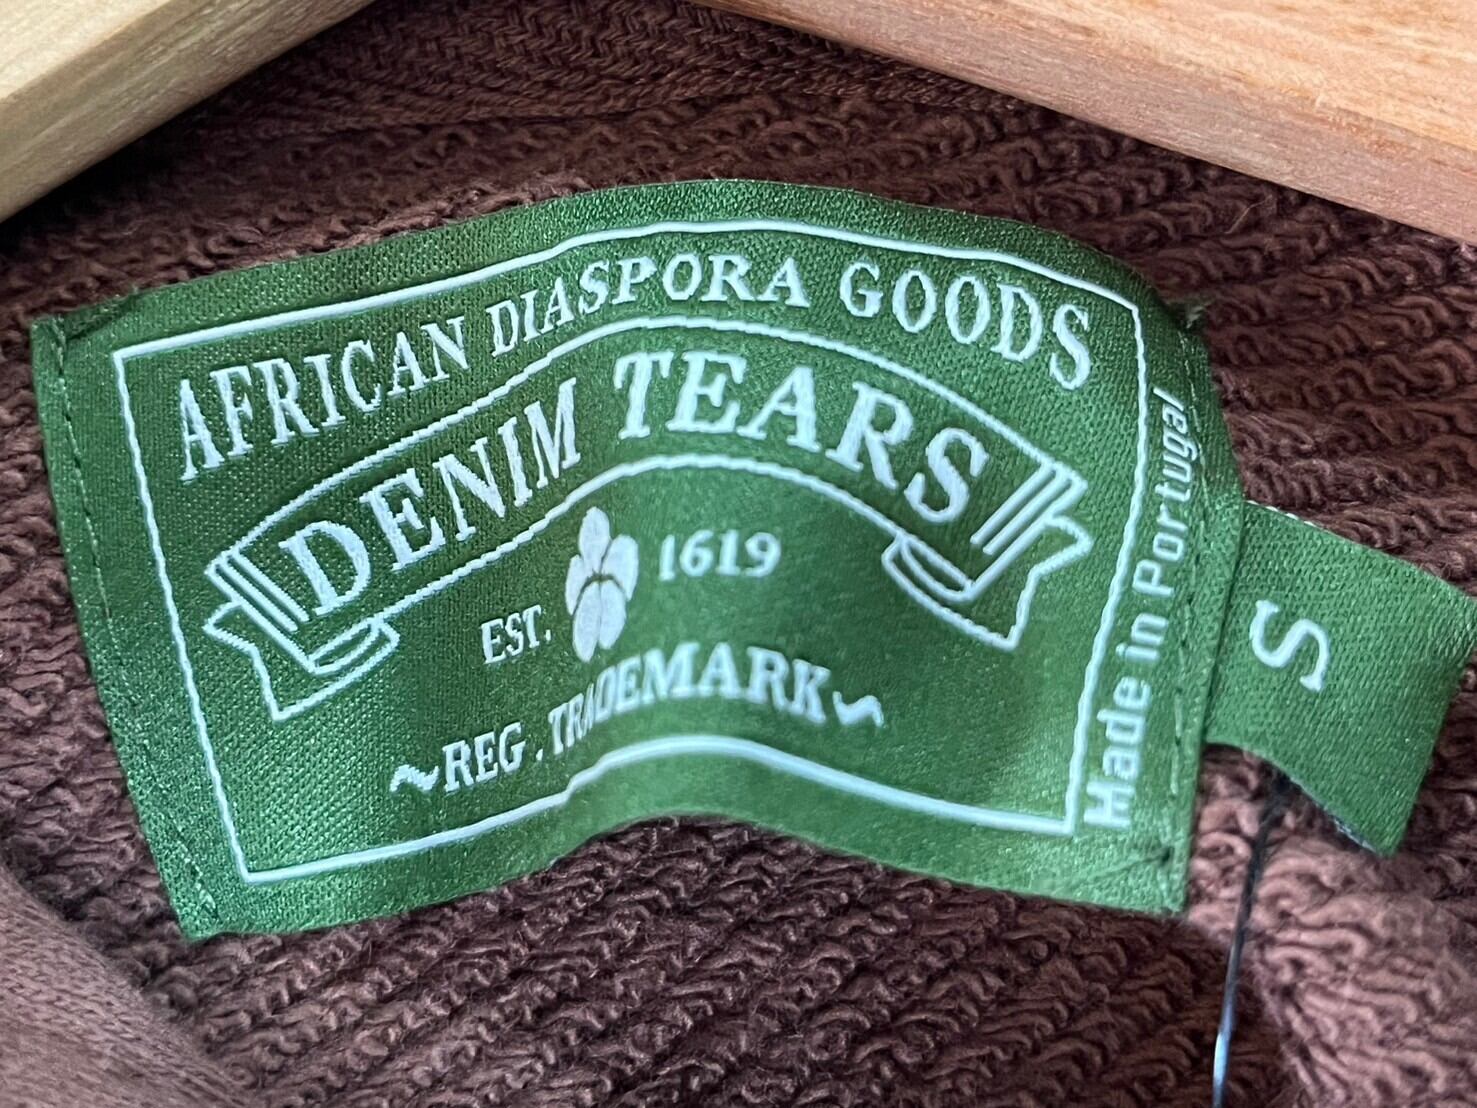 AFRICAN DIASPORA GOODS
DENIM TEARS
EST. 1619
~REG. TRADEMARK~
Made in Portugal
S